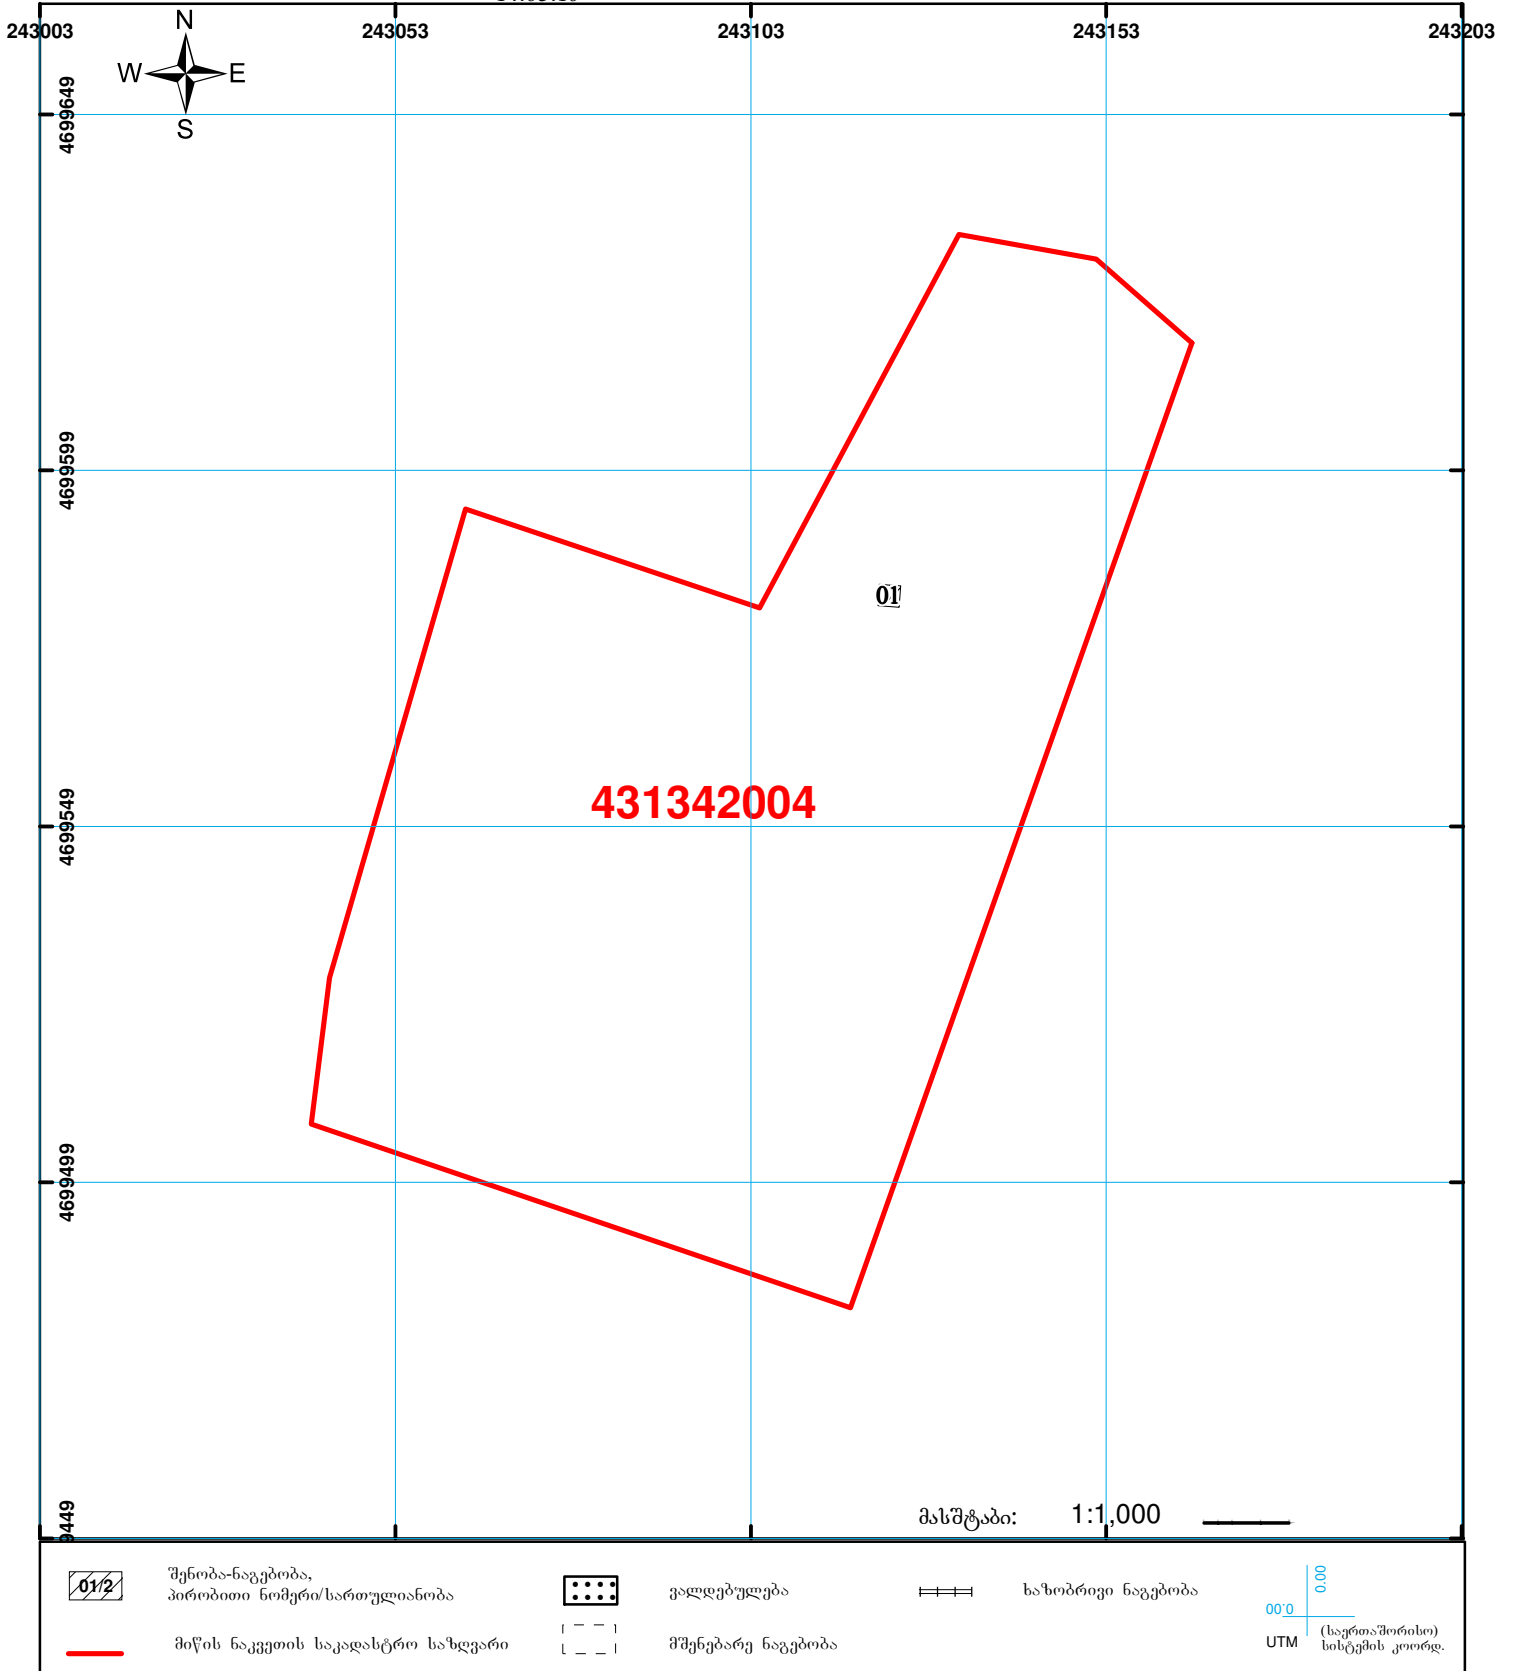 243003 243053 243103 243153 243203
N
W E
S
4699649
4699599
01
431342004
4699549
4699499
მასშტაბი: 1:1,000
9449
01/2 შენობა-ნაგებობა,
პირობითი ნომერი/სართულიანობა
ვალდებულება
ხაზობრივი ნაგებობა
00.0
00.0
მიწის ნაკვეთის საკადასტრო საზღვარი
მშენებარე ნაგებობა
UTM (საერთაშორისო)
სისტემის კოორდ.